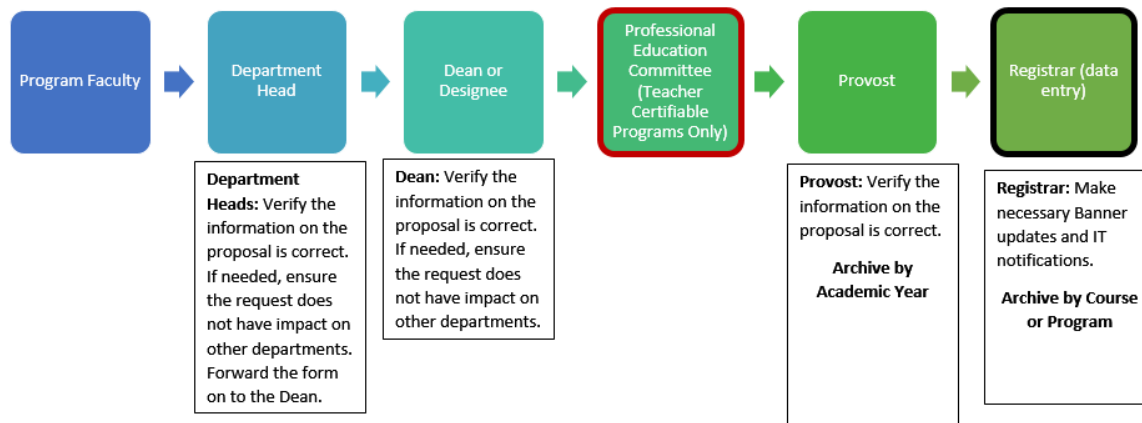 Program Faculty
Department
Head
Dean or
Designee
Professional
Education
Committee
(Teacher
Certifiable
Programs Only)
Provost
Registrar (data
entry)
Department
Heads: Verify the
information on the
proposal is correct.
If needed, ensure
the request does
not have impact on
other departments.
Forward the form
on to the Dean.
Dean: Verify the
information on the
proposal is correct.
If needed, ensure
the request does
not have impact on
other departments.
Provost: Verify the
information on the
proposal is correct.
Archive by
Academic Year
Registrar: Make
necessary Banner
updates and IT
notifications.
Archive by Course
or Program